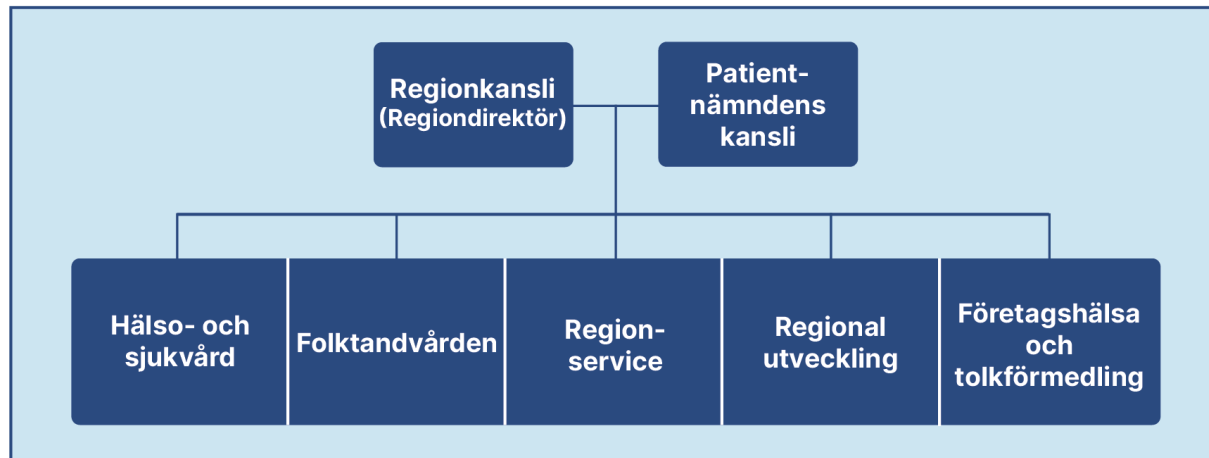 Regionkansli
(Regiondirektör)
Patient-
nämndens
kansli
Hälso- och
sjukvård
Folktandvården
Region-
service
Regional
utveckling
Företagshälsa
och
tolkförmedling